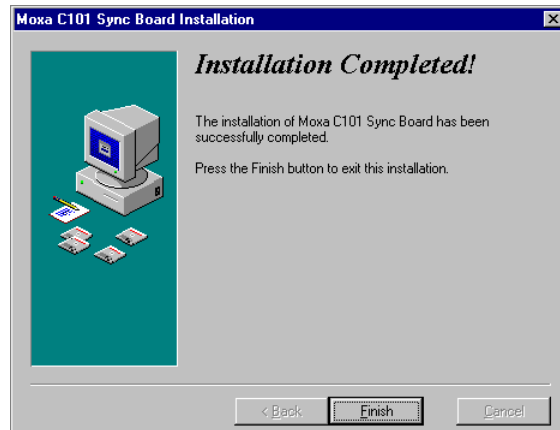 Moxa C101 Sync Board Installation
Installation Completed!
The installation of Moxa C101 Sync Board has been
successfully completed.
Press the Finish button to exit this installation.
< Back
Finish
Cancel